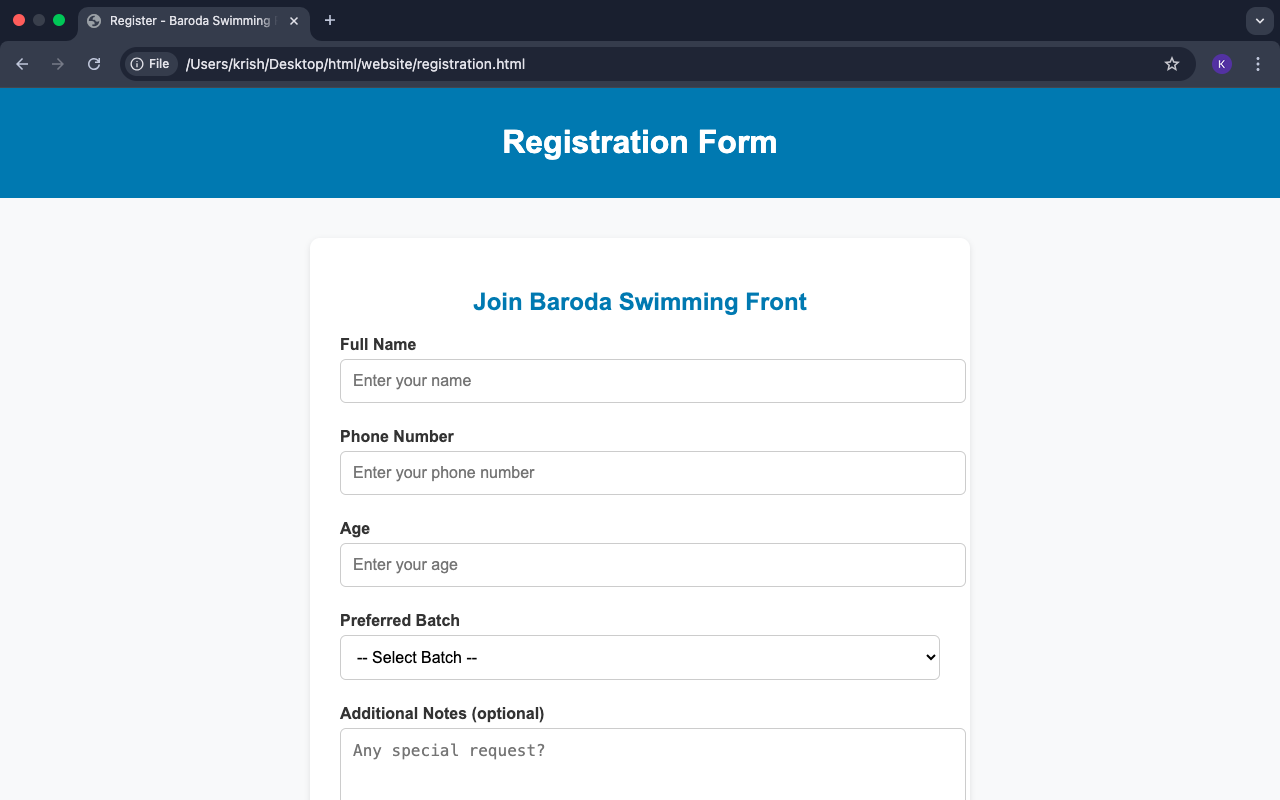 Register - Baroda Swimming
File
/Users/krish/Desktop/html/website/registration.html
K
Registration Form
Join Baroda Swimming Front
Full Name
Enter your name
Phone Number
Enter your phone number
Age
Enter your age
Preferred Batch
-- Select Batch --
Additional Notes (optional)
Any special request?